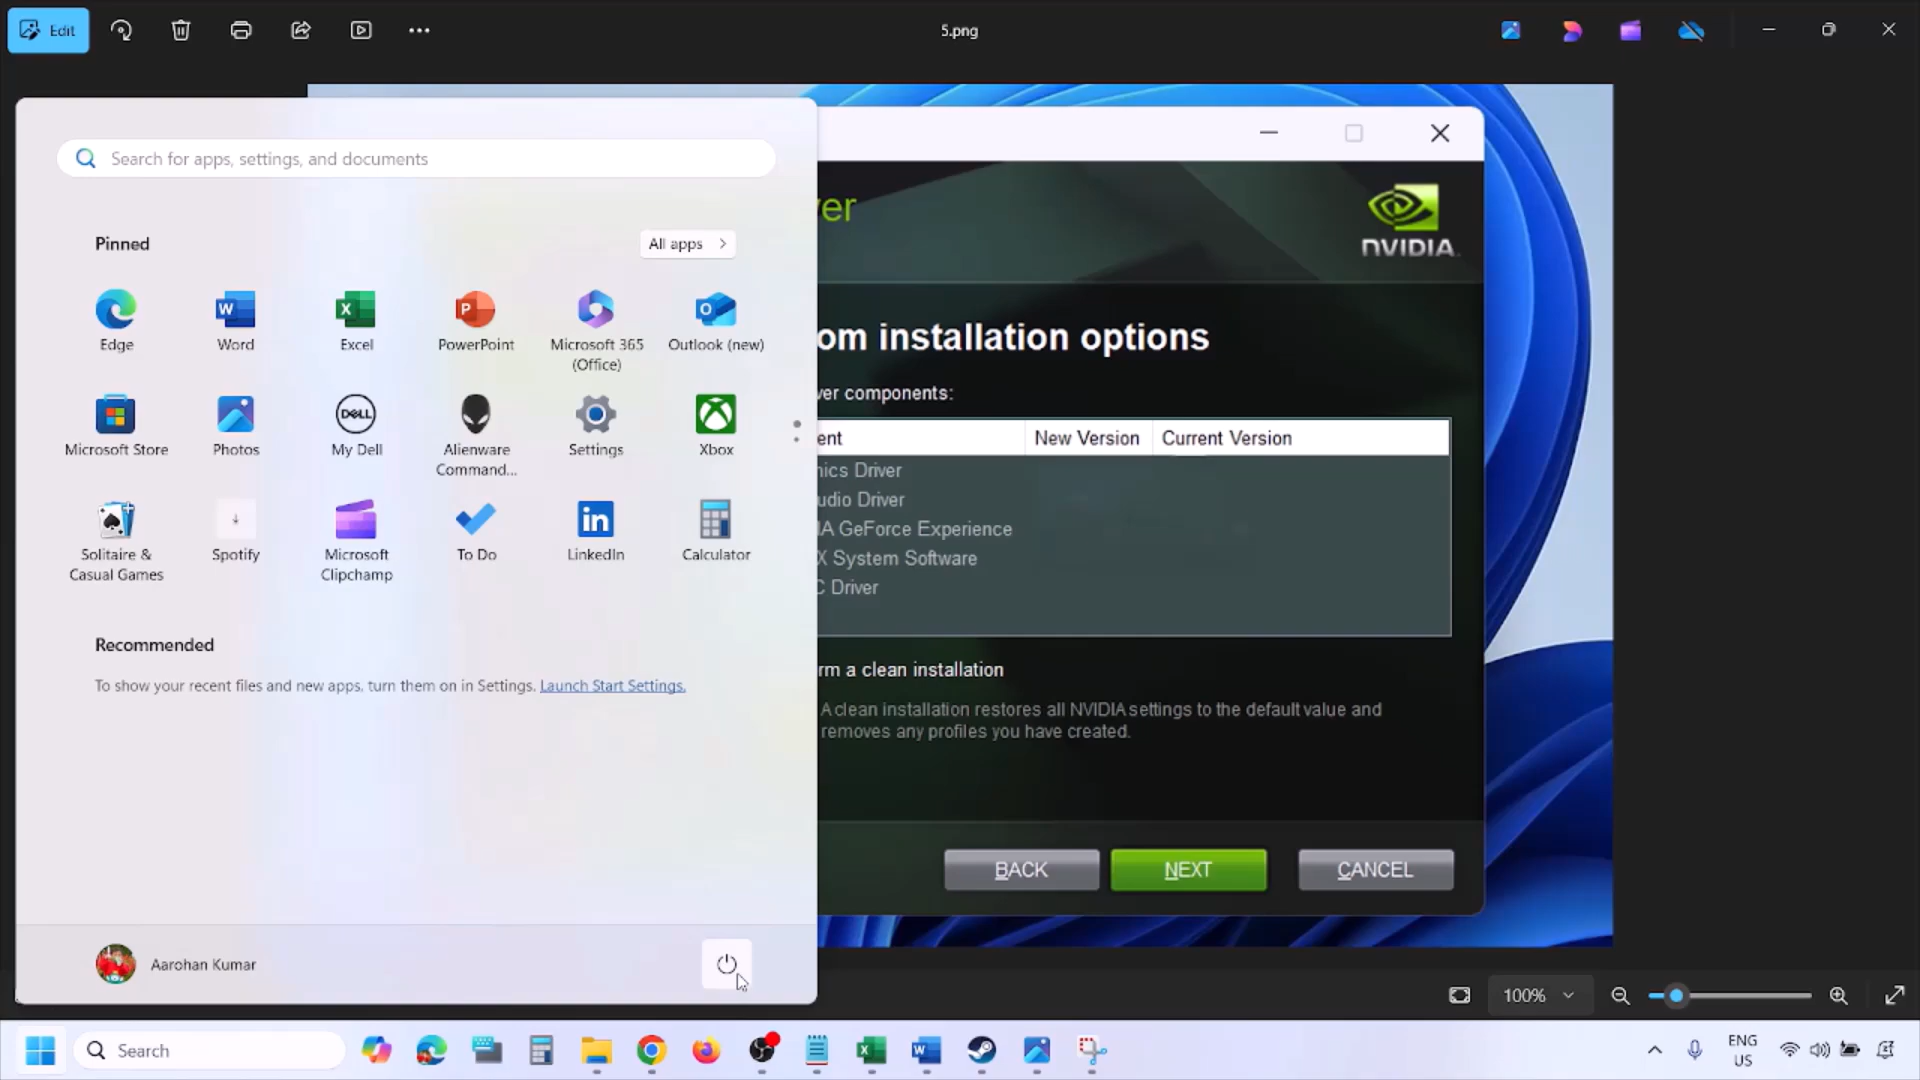 Edit
5.png
Search for apps, settings, and documents
Pinned
All apps
Edge
Word
Excel
PowerPoint
Microsoft 365
(Office)
Outlook (new)
Microsoft Store
Photos
DELL
My Dell
Alienware
Command...
Settings
Xbox
Solitaire &
Casual Games
Spotify
Microsoft
Clipchamp
To Do
LinkedIn
Calculator
Recommended
To show your recent files and new apps, turn them on in Settings. Launch Start Settings.
Aarohan Kumar
ver
NVIDIA.
om installation options
ver components:
ent New Version Current Version
nics Driver
udio Driver
IA GeForce Experience
X System Software
C Driver
rm a clean installation
A clean installation restores all NVIDIA settings to the default value and
removes any profiles you have created.
BACK NEXT CANCEL
100%
Search
ENG
US